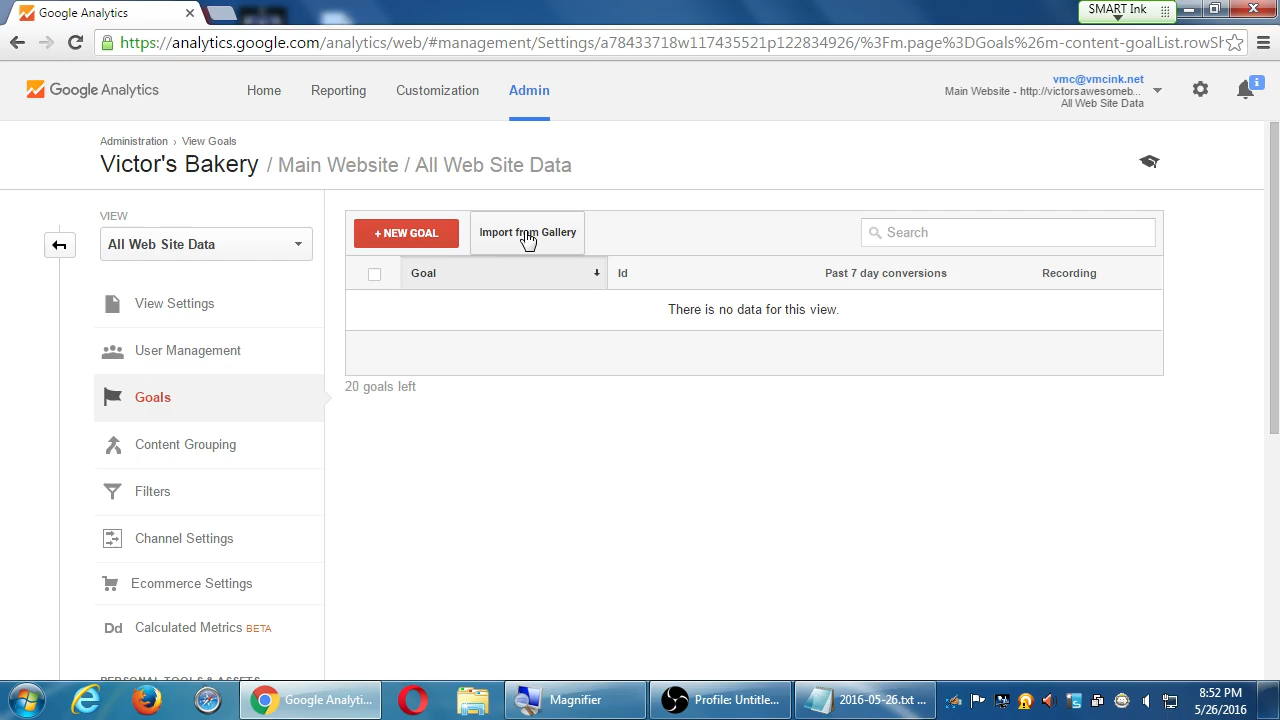 Google Analytics
SMART Ink
https://analytics.google.com/analytics/web/#management/Settings/a78433718w117435521p122834926/%3Fm.page%3DGoals%26m-content-goalList.rowSh
Google Analytics
Home
Reporting
Customization
Admin
vmc@vmcink.net
Main Website - http://victorsawesomeb...
All Web Site Data
i
Administration › View Goals
Victor's Bakery / Main Website / All Web Site Data
VIEW
All Web Site Data
+ NEW GOAL
Import from Gallery
Search
Goal
Id
Past 7 day conversions
Recording
There is no data for this view.
20 goals left
View Settings
User Management
Goals
Content Grouping
Filters
Channel Settings
Ecommerce Settings
Dd Calculated Metrics BETA
PERSONAL TOOLS & ASSETS
Google Analyti...
Magnifier
Profile: Untitle...
2016-05-26.txt ...
8:52 PM
5/26/2016